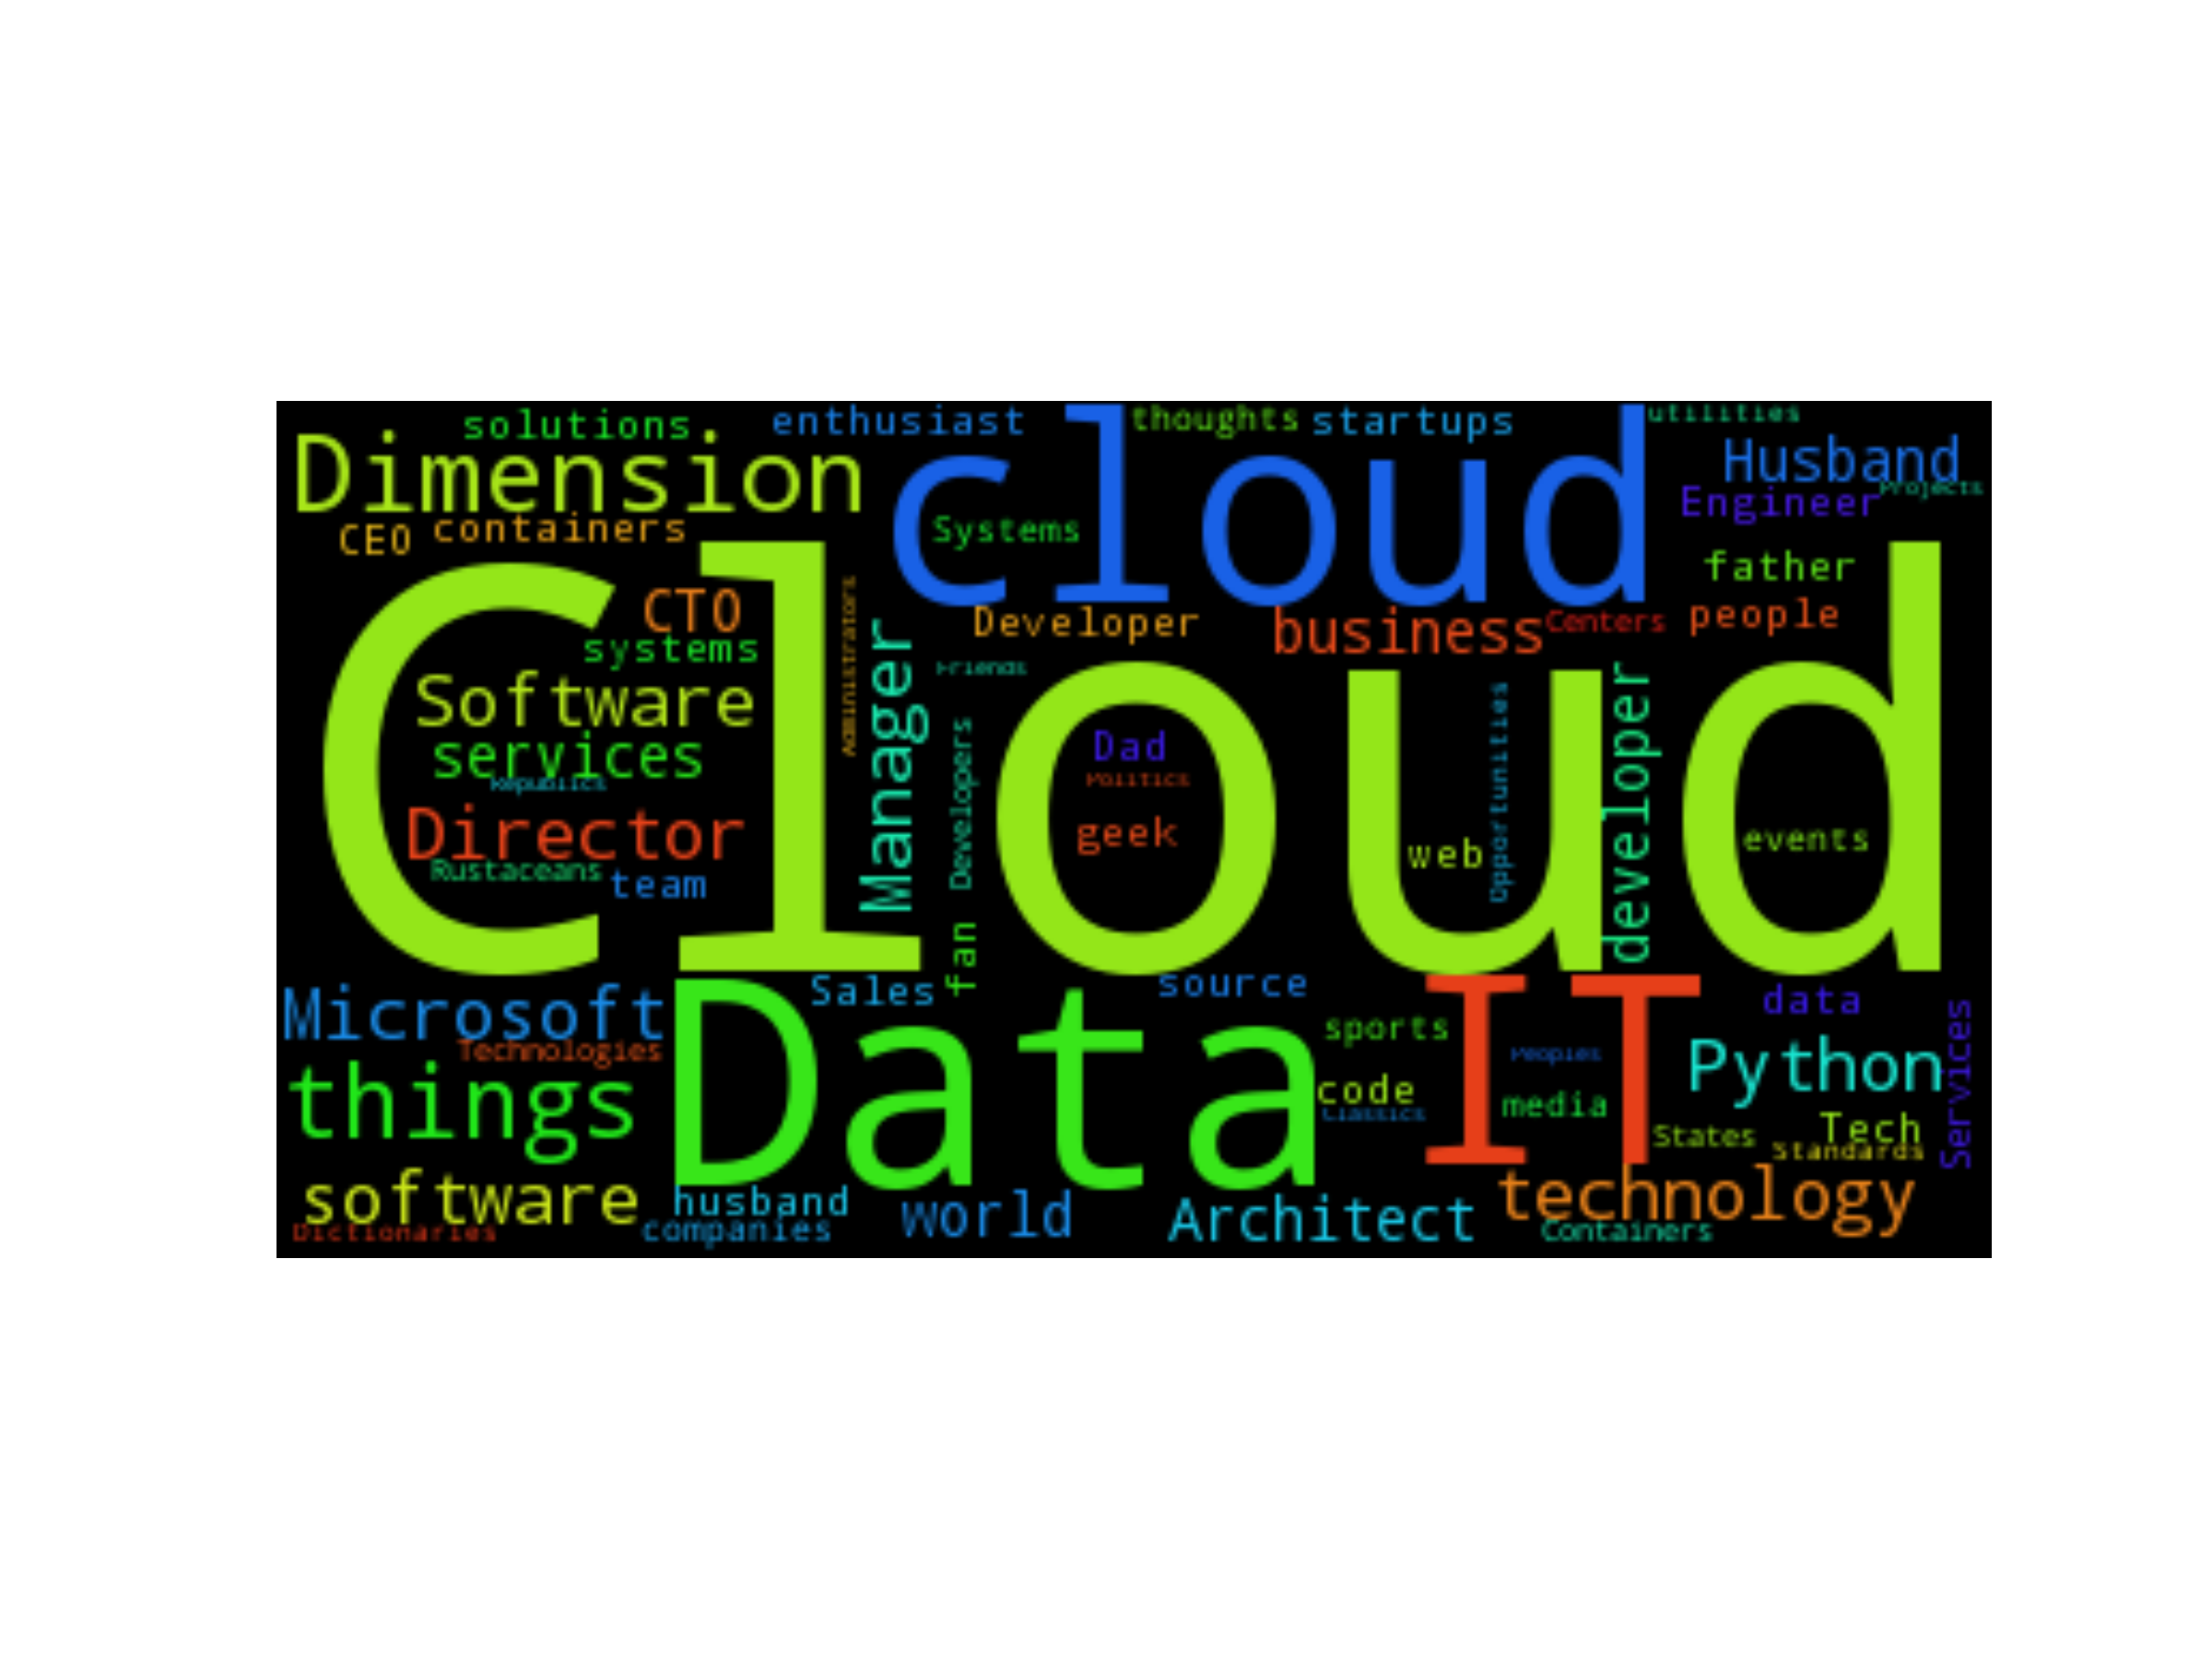 solutions
enthusiast
thoughts
startups
utilities
Dimension
cloud
Husband
Projects
Engineer
CEO
containers
Systems
father
Cloud
CTO
Administrators
Developer
business
Centers
people
systems
Manager
Friends
developer
Software
Opportunities
services
Developers
Dad
Republics
Politics
Director
geek
web
events
Rustaceans
team
fan
Microsoft
Sales
source
IT
data
Services
Data
sports
Technologies
Peoples
Python
things
code
Classics
media
States
Tech
Standards
software
husband
world
Architect
technology
Dictionaries
companies
Containers